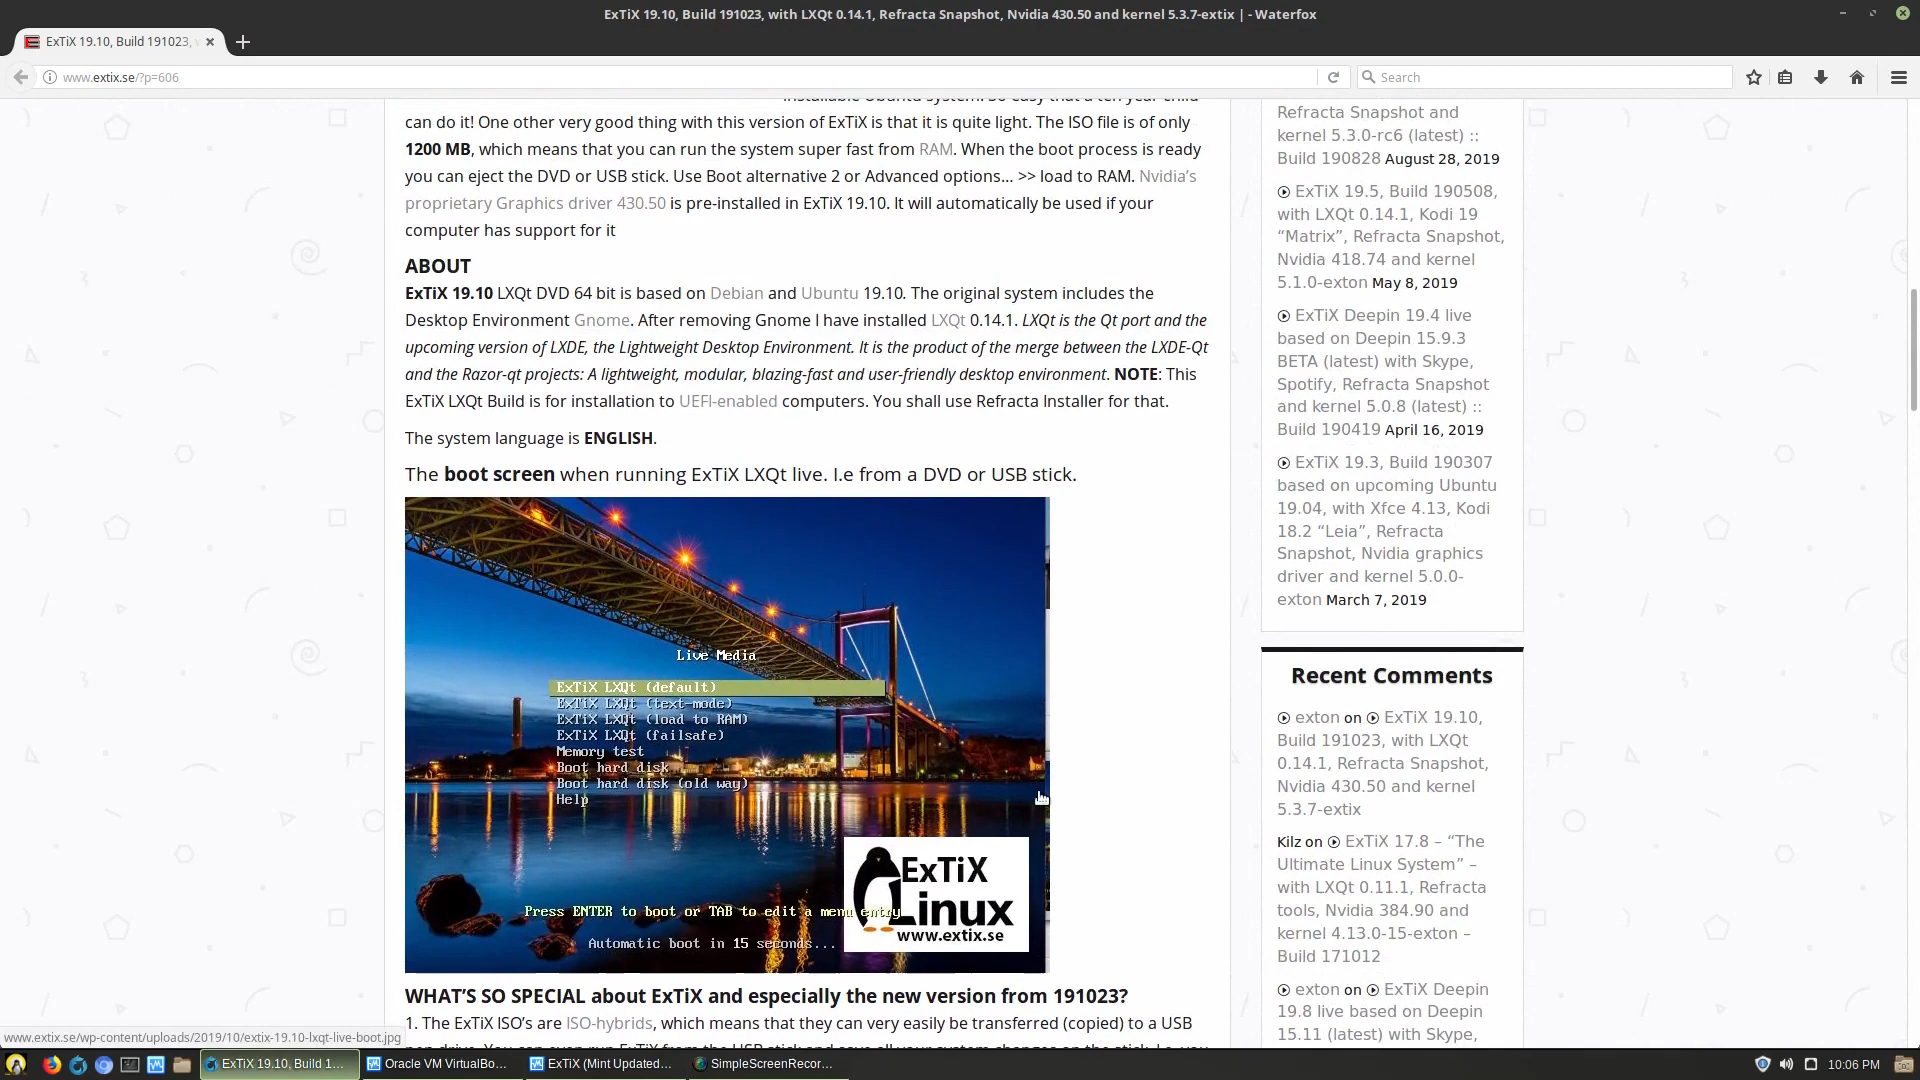 ExTiX 19.10, Build 191023, with LXQt 0.14.1, Refracta Snapshot, Nvidia 430.50 and kernel 5.3.7-extix | - Waterfox
ExTiX 19.10, Build 191023,
www.extix.se/?p=606
Search
can do it! One other very good thing with this version of ExTiX is that it is quite light. The ISO file is of only
1200 MB, which means that you can run the system super fast from RAM. When the boot process is ready
you can eject the DVD or USB stick. Use Boot alternative 2 or Advanced options… >> load to RAM. Nvidia’s
proprietary Graphics driver 430.50 is pre-installed in ExTiX 19.10. It will automatically be used if your
computer has support for it
ABOUT
ExTiX 19.10 LXQt DVD 64 bit is based on Debian and Ubuntu 19.10. The original system includes the
Desktop Environment Gnome. After removing Gnome I have installed LXQt 0.14.1. LXQt is the Qt port and the
upcoming version of LXDE, the Lightweight Desktop Environment. It is the product of the merge between the LXDE-Qt
and the Razor-qt projects: A lightweight, modular, blazing-fast and user-friendly desktop environment. NOTE: This
ExTiX LXQt Build is for installation to UEFI-enabled computers. You shall use Refracta Installer for that.
The system language is ENGLISH.
The boot screen when running ExTiX LXQt live. I.e from a DVD or USB stick.
Live Media
ExTiX LXQt (default)
ExTiX LXQt (text-mode)
ExTiX LXQt (load to RAM)
ExTiX LXQt (failsafe)
Memory test
Boot hard disk
Boot hard disk (old way)
Help
ExTiX
Linux
www.extix.se
Press ENTER to boot or TAB to edit a menu entry
Automatic boot in 15 seconds...
WHAT’S SO SPECIAL about ExTiX and especially the new version from 191023?
1. The ExTiX ISO’s are ISO-hybrids, which means that they can very easily be transferred (copied) to a USB
Refracta Snapshot and
kernel 5.3.0-rc6 (latest) ::
Build 190828 August 28, 2019
ExTiX 19.5, Build 190508,
with LXQt 0.14.1, Kodi 19
“Matrix”, Refracta Snapshot,
Nvidia 418.74 and kernel
5.1.0-exton May 8, 2019
ExTiX Deepin 19.4 live
based on Deepin 15.9.3
BETA (latest) with Skype,
Spotify, Refracta Snapshot
and kernel 5.0.8 (latest) ::
Build 190419 April 16, 2019
ExTiX 19.3, Build 190307
based on upcoming Ubuntu
19.04, with Xfce 4.13, Kodi
18.2 “Leia”, Refracta
Snapshot, Nvidia graphics
driver and kernel 5.0.0-
exton March 7, 2019
Recent Comments
exton on ExTiX 19.10,
Build 191023, with LXQt
0.14.1, Refracta Snapshot,
Nvidia 430.50 and kernel
5.3.7-extix
Kilz on ExTiX 17.8 – “The
Ultimate Linux System” –
with LXQt 0.11.1, Refracta
tools, Nvidia 384.90 and
kernel 4.13.0-15-exton –
Build 171012
exton on ExTiX Deepin
19.8 live based on Deepin
15.11 (latest) with Skype,
www.extix.se/wp-content/uploads/2019/10/extix-19.10-lxqt-live-boot.jpg
ExTiX 19.10, Build 1...
Oracle VM VirtualBo...
ExTiX (Mint Updated...
SimpleScreenRecor...
10:06 PM